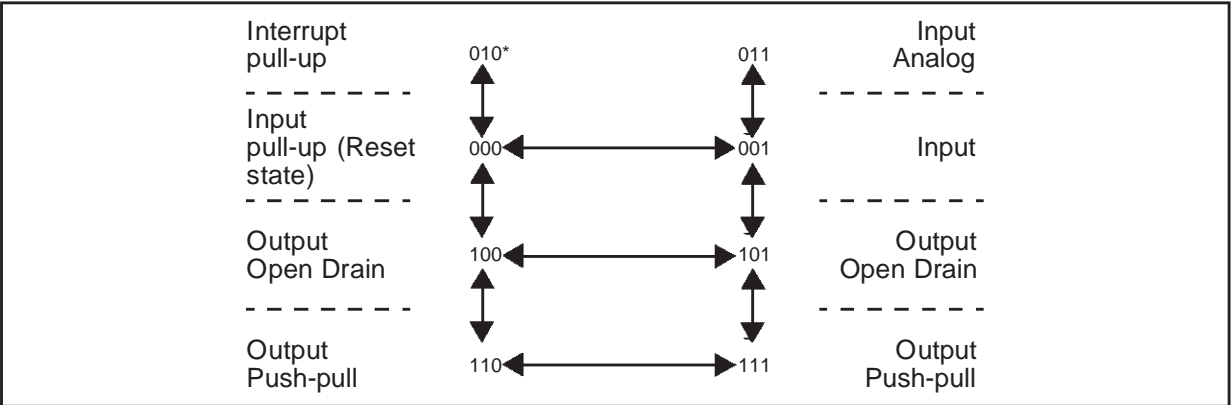 Interrupt
pull-up
010*
011
Input
Analog
Input
pull-up (Reset
state)
000
001
Input
Output
Open Drain
100
101
Output
Open Drain
Output
Push-pull
110
111
Output
Push-pull